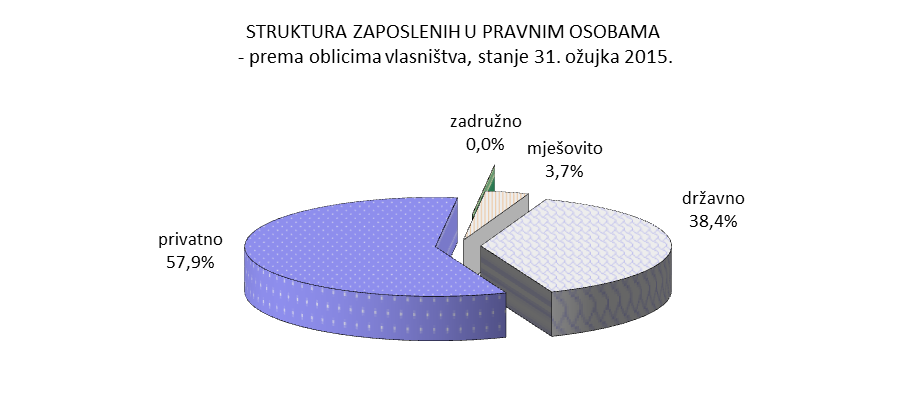 STRUKTURA ZAPOSLENIH U PRAVNIM OSOBAMA
- prema oblicima vlasništva, stanje 31. ožujka 2015.
zadružno
0,0%
mješovito
3,7%
državno
38,4%
privatno
57,9%